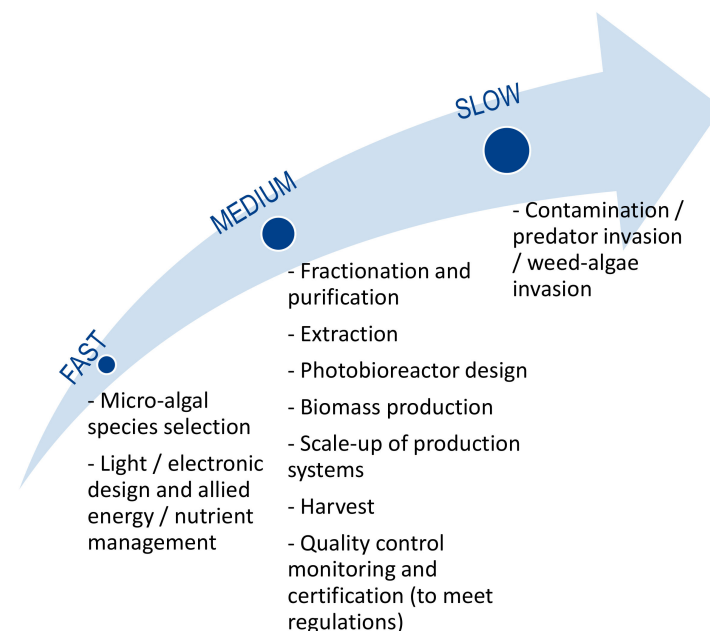 FAST
- Micro-algal
species selection
- Light / electronic
design and allied
energy / nutrient
management
MEDIUM
- Fractionation and
purification
- Extraction
- Photobioreactor design
- Biomass production
- Scale-up of production
systems
- Harvest
- Quality control
monitoring and
certification (to meet
regulations)
SLOW
- Contamination /
predator invasion
/ weed-algae
invasion